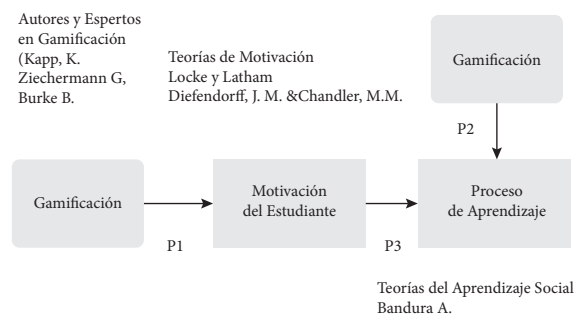 Autores y Expertos
en Gamificación
(Kapp, K.
Ziechermann G,
Burke B.
Teorías de Motivación
Locke y Latham
Diefendorff, J. M. &Chandler, M.M.
Gamificación
P2
Gamificación
P1
Motivación
del Estudiante
P3
Proceso
de Aprendizaje
Teorías del Aprendizaje Social
Bandura A.